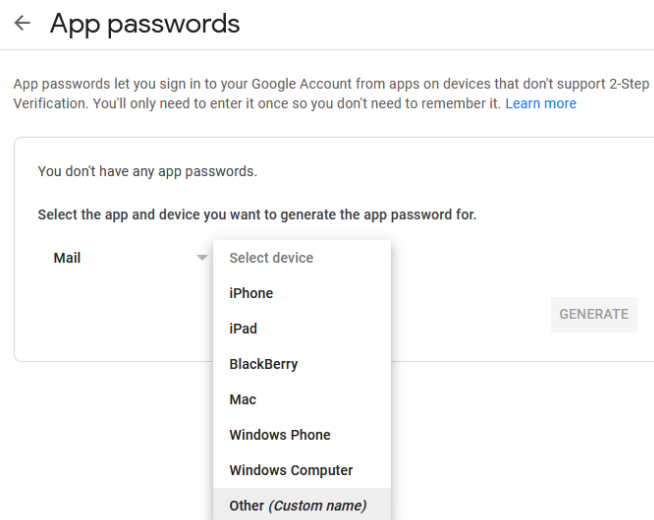 App passwords
App passwords let you sign in to your Google Account from apps on devices that don't support 2-Step
Verification. You'll only need to enter it once so you don't need to remember it. Learn more
You don't have any app passwords.
Select the app and device you want to generate the app password for.
Mail
Select device
iPhone
iPad
BlackBerry
Mac
Windows Phone
Windows Computer
Other (Custom name)
GENERATE